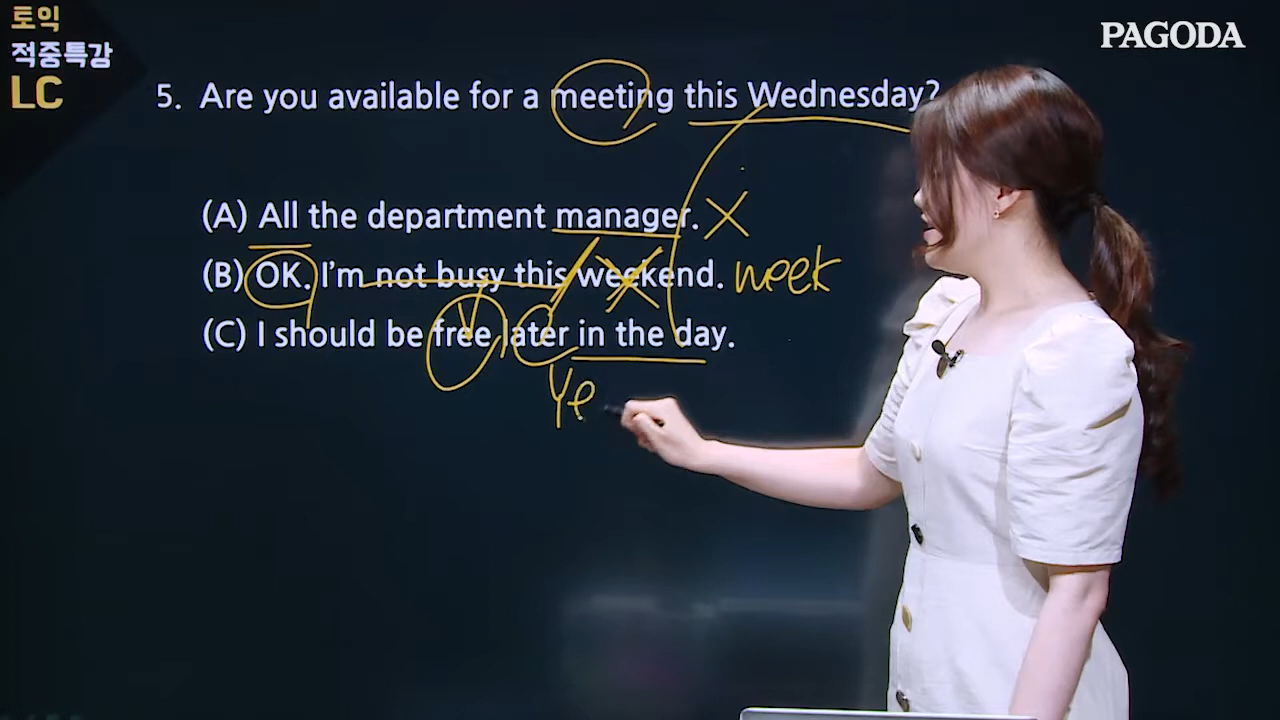 토익
적중특강
LC
PAGODA
5. Are you available for a meeting this Wednesday?
(A) All the department manager. X
(B) OK. I'm not busy this weekend. week
(C) I should be free later in the day.
Ye